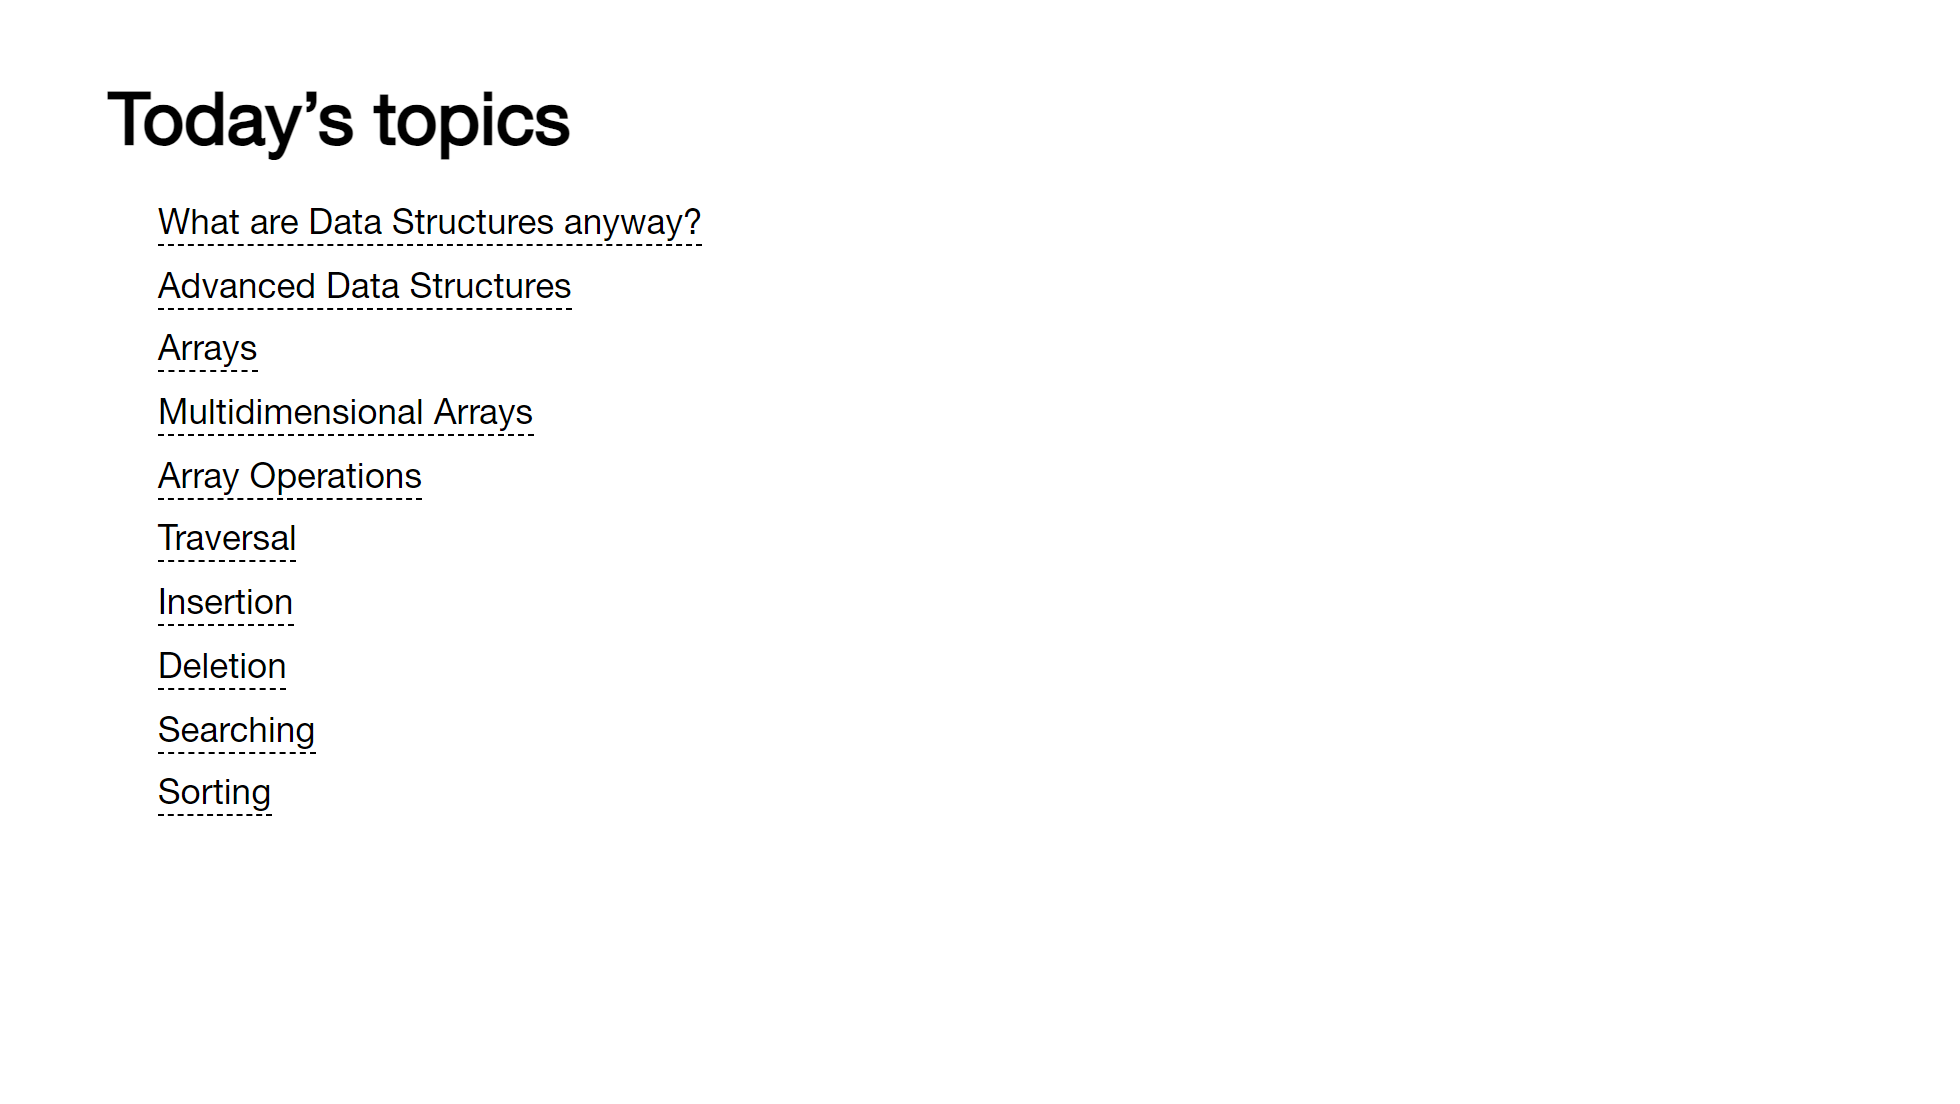 Today’s topics
What are Data Structures anyway?
Advanced Data Structures
Arrays
Multidimensional Arrays
Array Operations
Traversal
Insertion
Deletion
Searching
Sorting